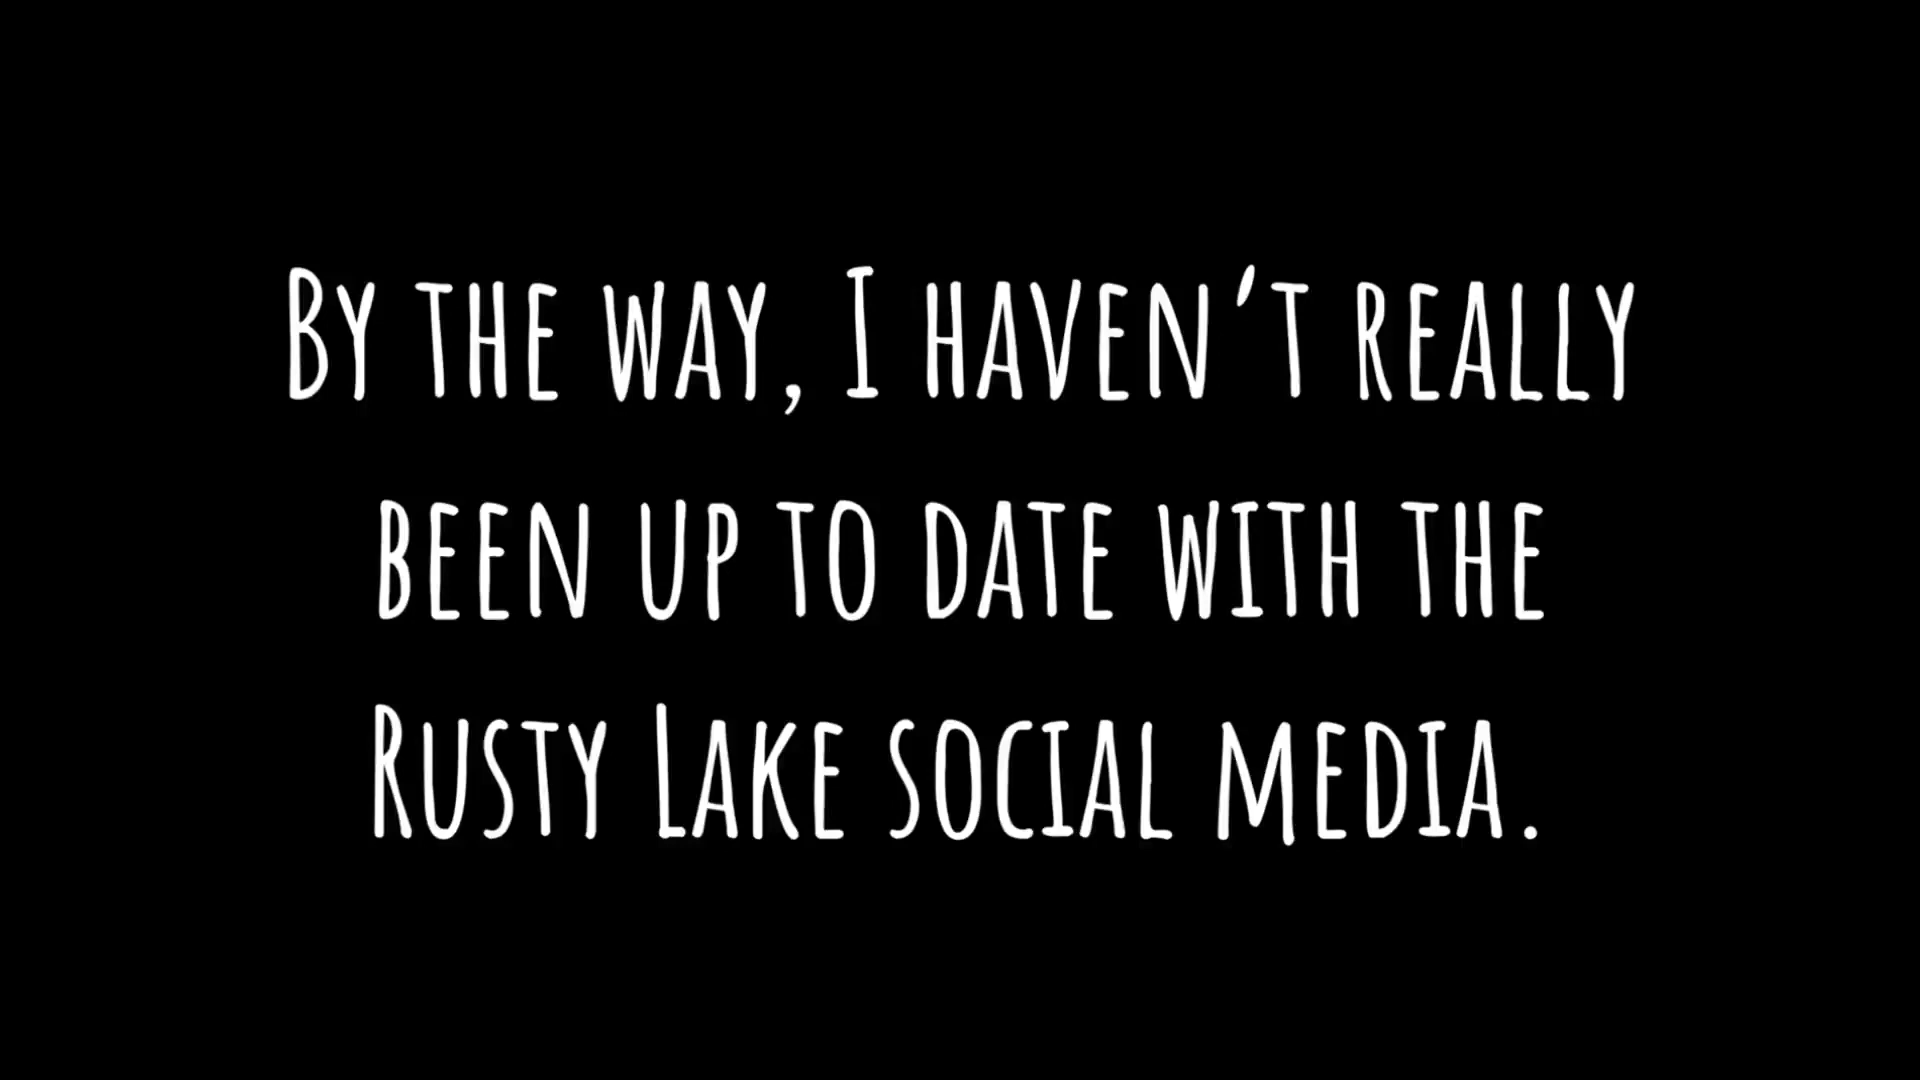 By the way, I haven't really
been up to date with the
Rusty Lake social media.